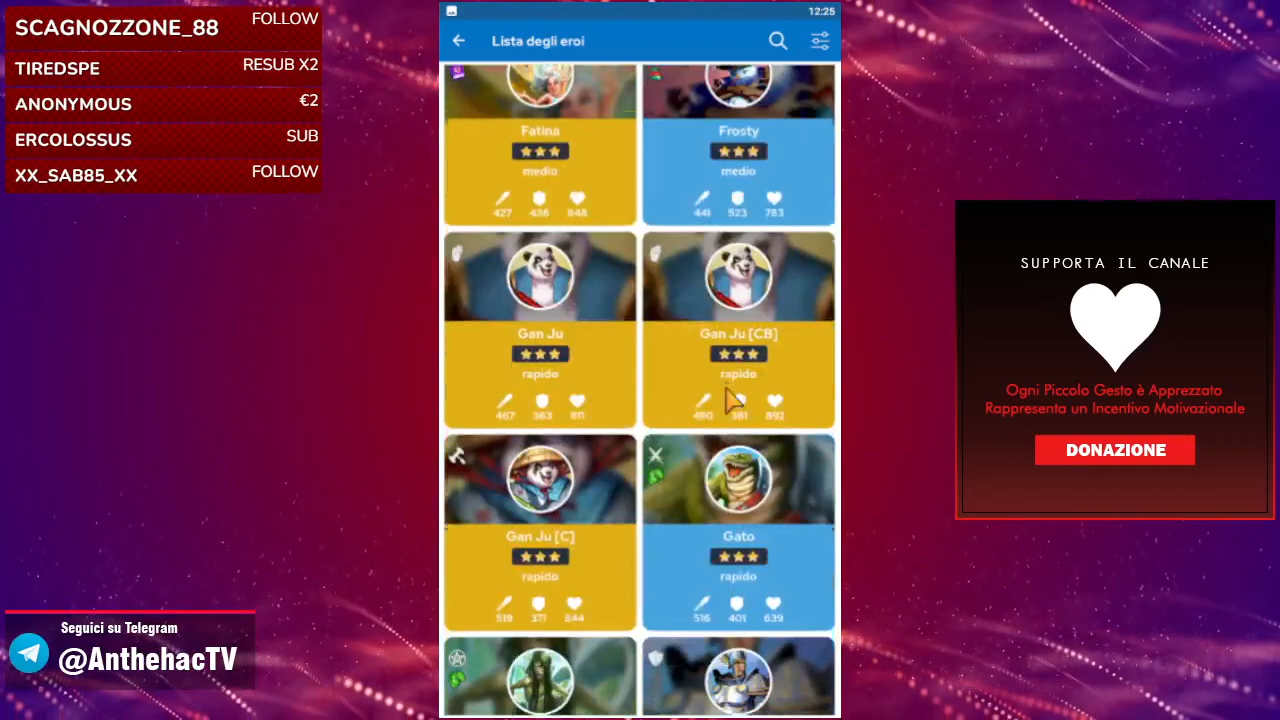 SCAGNOZZONE_88 FOLLOW
TIREDSPE RESUB X2
ANONYMOUS €2
ERCOLOSSUS SUB
XX_SAB85_XX FOLLOW
12:25
Lista degli eroi
Fatina
medio
427 436 848
Frosty
medio
441 523 783
Gan Ju
rapido
467 363 811
Gan Ju [CB]
rapido
490 381 892
Gan Ju [C]
rapido
519 371 844
Gato
rapido
516 401 639
SUPPORTA IL CANALE
Ogni Piccolo Gesto è Apprezzato
Rappresenta un Incentivo Motivazionale
DONAZIONE
Seguici su Telegram
@AnthehacTV